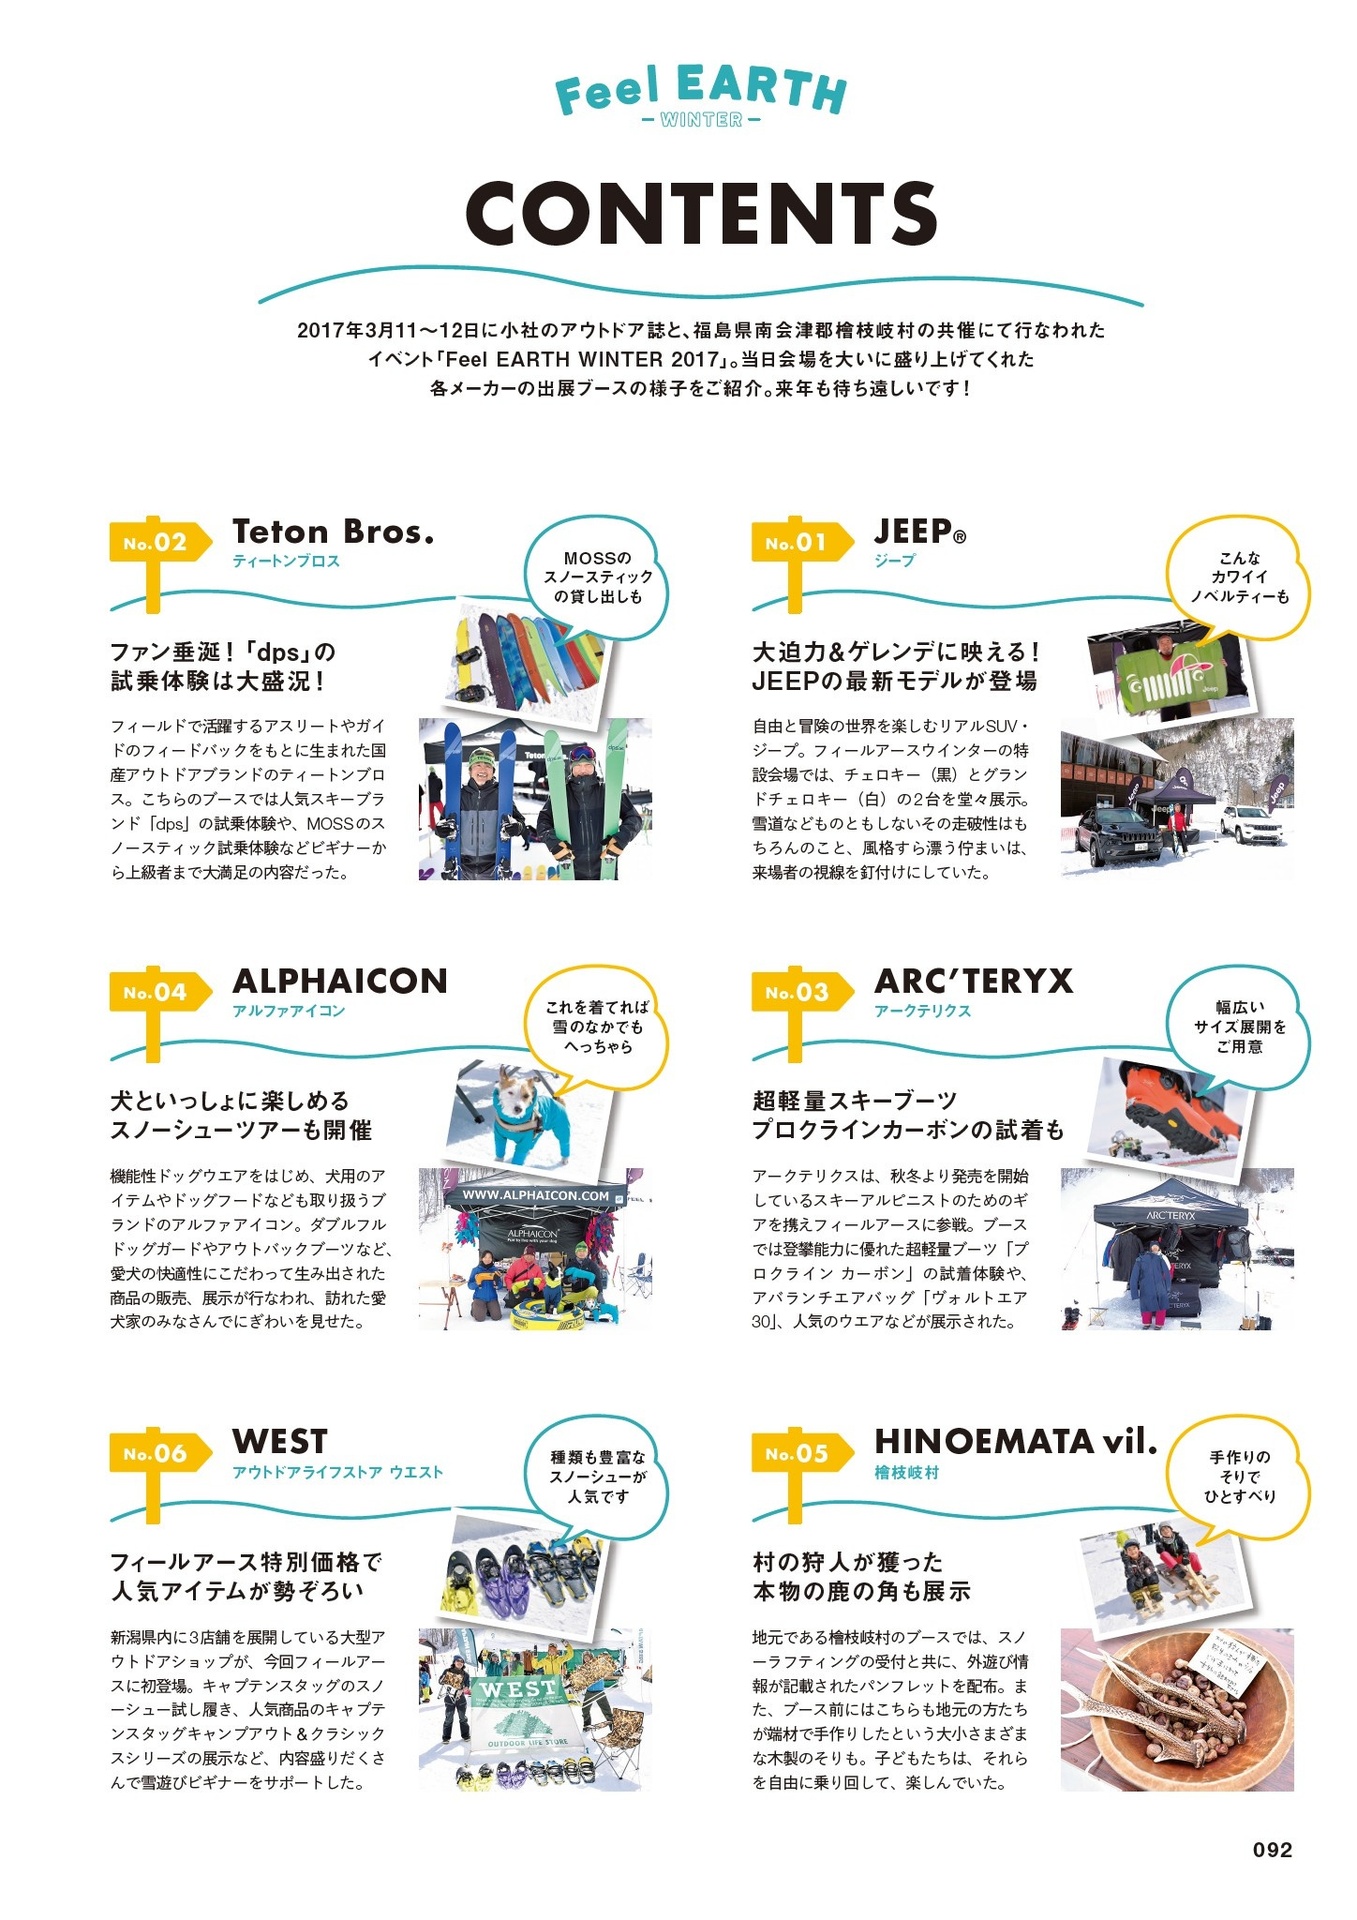 Feel EARTH
WINTER
CONTENTS
2017年3月11〜12日に小社のアウトドア誌と、福島県南会津郡檜枝岐村の共催にて行なわれた
イベント「Feel EARTH WINTER 2017」。当日会場を大いに盛り上げてくれた
各メーカーの出展ブースの様子をご紹介。来年も待ち遠しいです！
No.01
JEEP®
ジープ
こんな
カワイイ
ノベルティーも
大迫力&ゲレンデに映える！
JEEPの最新モデルが登場
自由と冒険の世界を楽しむリアルSUV・
ジープ。フィールアースウインターの特
設会場では、チェロキー（黒）とグラン
ドチェロキー（白）の2台を堂々展示。
雪道などものともしないその走破性はも
ちろんのこと、風格すら漂う佇まいは、
来場者の視線を釘付けにしていた。
Jeep
Jeep
Jeep
Jeep
No.02
Teton Bros.
ティートンブロス
MOSSの
スノースティック
の貸し出しも
ファン垂涎！「dps」の
試乗体験は大盛況！
フィールドで活躍するアスリートやガイ
ドのフィードバックをもとに生まれた国
産アウトドアブランドのティートンブロ
ス。こちらのブースでは人気スキーブラ
ンド「dps」の試乗体験や、MOSSのス
ノースティック試乗体験などビギナーか
ら上級者まで大満足の内容だった。
Teton
No.03
ARC'TERYX
アークテリクス
幅広い
サイズ展開を
ご用意
超軽量スキーブーツ
プロクラインカーボンの試着も
アークテリクスは、秋冬より発売を開始
しているスキーアルピニストのためのギ
アを携えフィールアースに参戦。ブース
では登攀能力に優れた超軽量ブーツ「プ
ロクライン カーボン」の試着体験や、
アバランチエアバッグ「ヴォルトエア
30」、人気のウエアなどが展示された。
ARC'TERYX
TERYX
TERYX
No.04
ALPHAICON
アルファアイコン
これを着てれば
雪のなかでも
へっちゃら
犬といっしょに楽しめる
スノーシューツアーも開催
機能性ドッグウエアをはじめ、犬用のア
イテムやドッグフードなども取り扱うブ
ランドのアルファアイコン。ダブルフル
ドッグガードやアウトバックブーツなど、
愛犬の快適性にこだわって生み出された
商品の販売、展示が行なわれ、訪れた愛
犬家のみなさんでにぎわいを見せた。
WWW.ALPHAICON.COM
ALPHAICON
No.05
HINOEMATA vil.
檜枝岐村
手作りの
そりで
ひとすべり
村の狩人が獲った
本物の鹿の角も展示
地元である檜枝岐村のブースでは、スノ
ーラフティングの受付と共に、外遊び情
報が記載されたパンフレットを配布。ま
た、ブース前にはこちらも地元の方たち
が端材で手作りしたという大小さまざま
な木製のそりも。子どもたちは、それら
を自由に乗り回して、楽しんでいた。
No.06
WEST
アウトドアライフストア ウエスト
種類も豊富な
スノーシューが
人気です
フィールアース特別価格で
人気アイテムが勢ぞろい
新潟県内に3店舗を展開している大型ア
ウトドアショップが、今回フィールアー
スに初登場。キャプテンスタッグのスノ
ーシュー試し履き、人気商品のキャプテ
ンスタッグキャンプアウト＆クラシック
スシリーズの展示など、内容盛りだくさ
んで雪遊びビギナーをサポートした。
WEST
OUTDOOR LIFE STORE
092